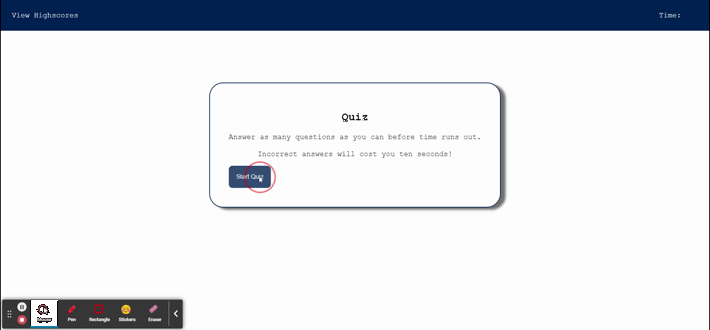 View Highscores
Time:
Quiz
Answer as many questions as you can before time runs out.
Incorrect answers will cost you ten seconds!
Start Quiz
Pen
Rectangle
Stickers
Eraser